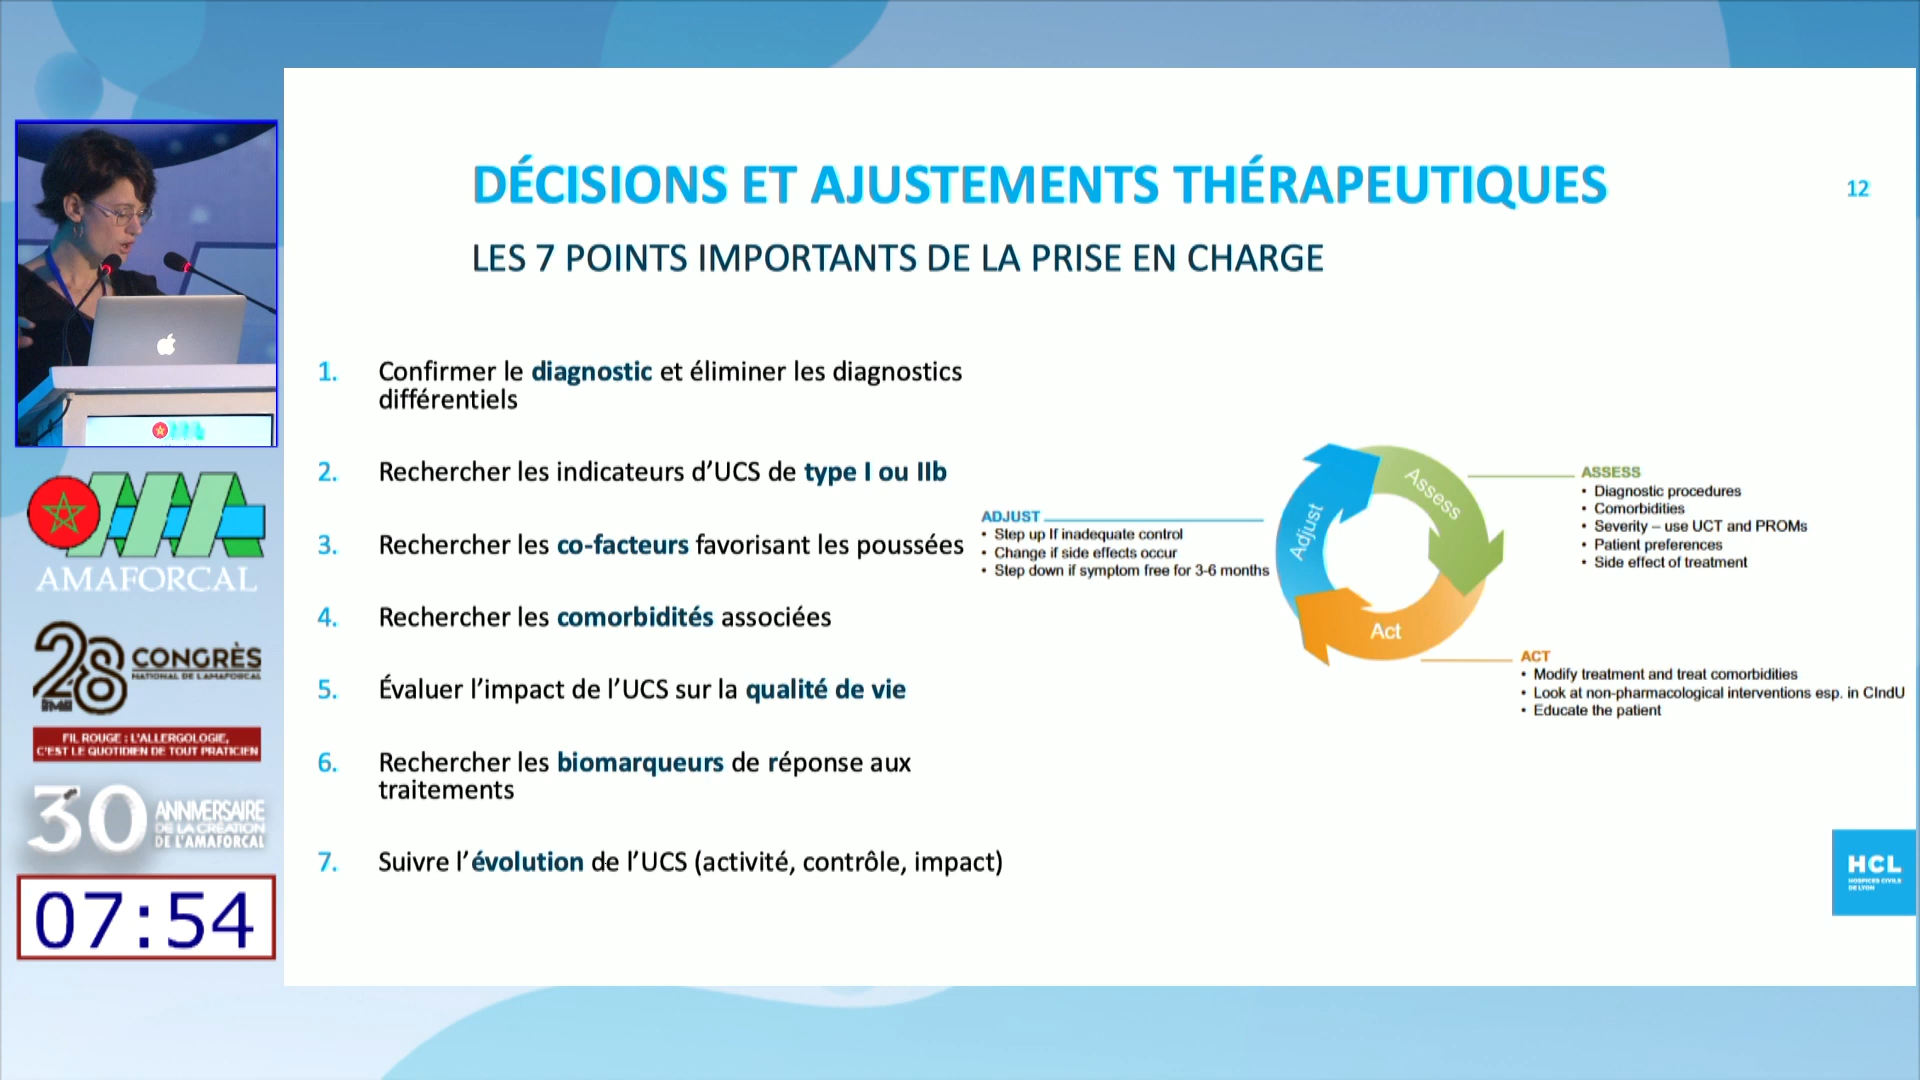 DÉCISIONS ET AJUSTEMENTS THÉRAPEUTIQUES
12
LES 7 POINTS IMPORTANTS DE LA PRISE EN CHARGE
1. Confirmer le diagnostic et éliminer les diagnostics
différentiels
2. Rechercher les indicateurs d’UCS de type I ou IIb
3. Rechercher les co-facteurs favorisant les poussées
4. Rechercher les comorbidités associées
5. Évaluer l’impact de l’UCS sur la qualité de vie
6. Rechercher les biomarqueurs de réponse aux
traitements
7. Suivre l’évolution de l’UCS (activité, contrôle, impact)
ADJUST
• Step up If inadequate control
• Change if side effects occur
• Step down if symptom free for 3-6 months
Adjust
Assess
Act
ASSESS
• Diagnostic procedures
• Comorbidities
• Severity – use UCT and PROMs
• Patient preferences
• Side effect of treatment
ACT
• Modify treatment and treat comorbidities
• Look at non-pharmacological interventions esp. in CIndU
• Educate the patient
HCL
HOSPICES CIVILS
DE LYON
AMAFORCAL
28
CONGRÈS
NATIONAL DE L'AMAFORCAL
FIL ROUGE : L'ALLERGOLOGIE,
C'EST LE QUOTIDIEN DE TOUT PRATICIEN
30 ANNIVERSAIRE
DE LA CRÉATION
DE L'AMAFORCAL
07:54